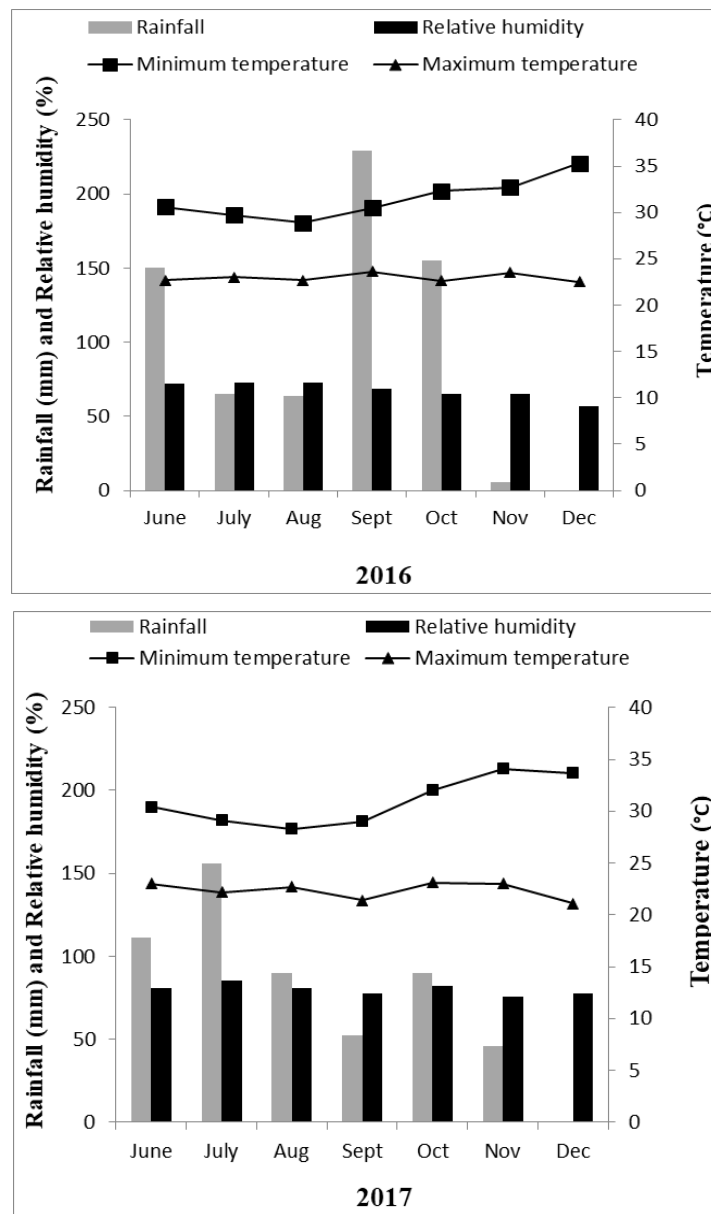 Rainfall
Relative humidity
Minimum temperature
Maximum temperature
Rainfall (mm) and Relative humidity (%)
250
200
150
100
50
0
40
35
30
25
20
15
10
5
0
Temperature (°C)
June July Aug Sept Oct Nov Dec
2016
Rainfall
Relative humidity
Minimum temperature
Maximum temperature
Rainfall (mm) and Relative humidity (%)
250
200
150
100
50
0
40
35
30
25
20
15
10
5
0
Temperature (°C)
June July Aug Sept Oct Nov Dec
2017